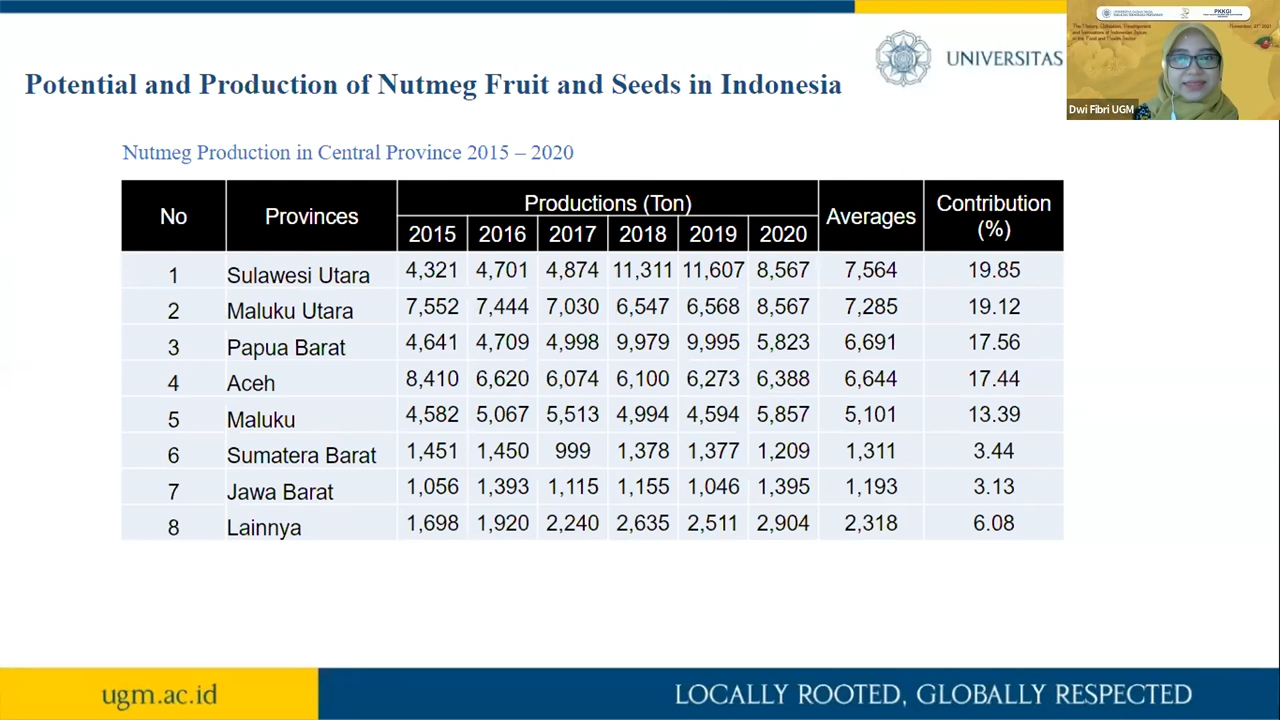 UNIVERSITAS
PKKGI
November, 27 2021
Potential and Production of Nutmeg Fruit and Seeds in Indonesia
Dwi Fibri UGM
Nutmeg Production in Central Province 2015 – 2020
No Provinces Productions (Ton) Averages Contribution (%)
2015 2016 2017 2018 2019 2020
1 Sulawesi Utara 4,321 4,701 4,874 11,311 11,607 8,567 7,564 19.85
2 Maluku Utara 7,552 7,444 7,030 6,547 6,568 8,567 7,285 19.12
3 Papua Barat 4,641 4,709 4,998 9,979 9,995 5,823 6,691 17.56
4 Aceh 8,410 6,620 6,074 6,100 6,273 6,388 6,644 17.44
5 Maluku 4,582 5,067 5,513 4,994 4,594 5,857 5,101 13.39
6 Sumatera Barat 1,451 1,450 999 1,378 1,377 1,209 1,311 3.44
7 Jawa Barat 1,056 1,393 1,115 1,155 1,046 1,395 1,193 3.13
8 Lainnya 1,698 1,920 2,240 2,635 2,511 2,904 2,318 6.08
ugm.ac.id
LOCALLY ROOTED, GLOBALLY RESPECTED